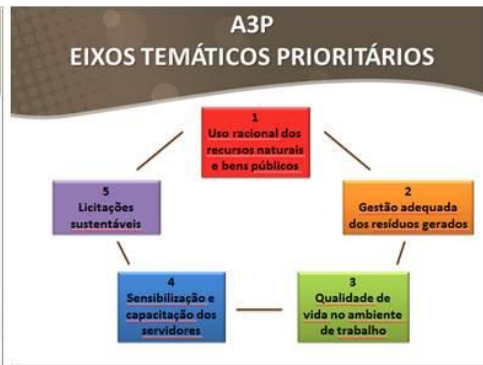 A3P
EIXOS TEMÁTICOS PRIORITÁRIOS
1
Uso racional dos
recursos naturais
e bens públicos
2
Gestão adequada
dos resíduos gerados
3
Qualidade de
vida no ambiente
de trabalho
4
Sensibilização e
capacitação dos
servidores
5
Licitações
sustentáveis